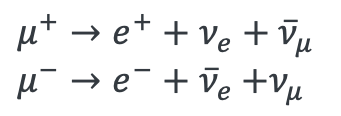 μ⁺ → e⁺ + νₑ + ν̄_μ
μ⁻ → e⁻ + ν̄ₑ +ν_μ